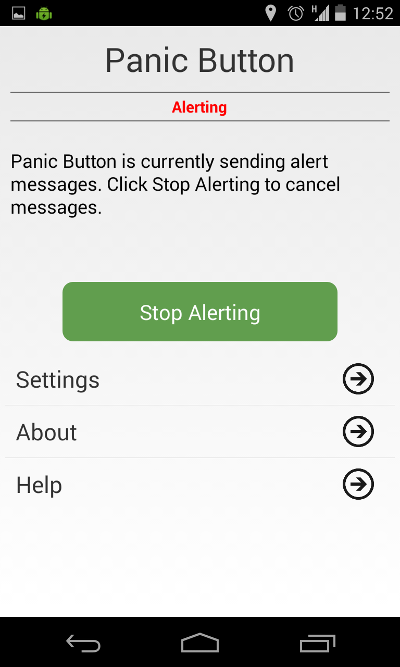 H 12:52
Panic Button
Alerting
Panic Button is currently sending alert
messages. Click Stop Alerting to cancel
messages.
Stop Alerting
Settings
About
Help